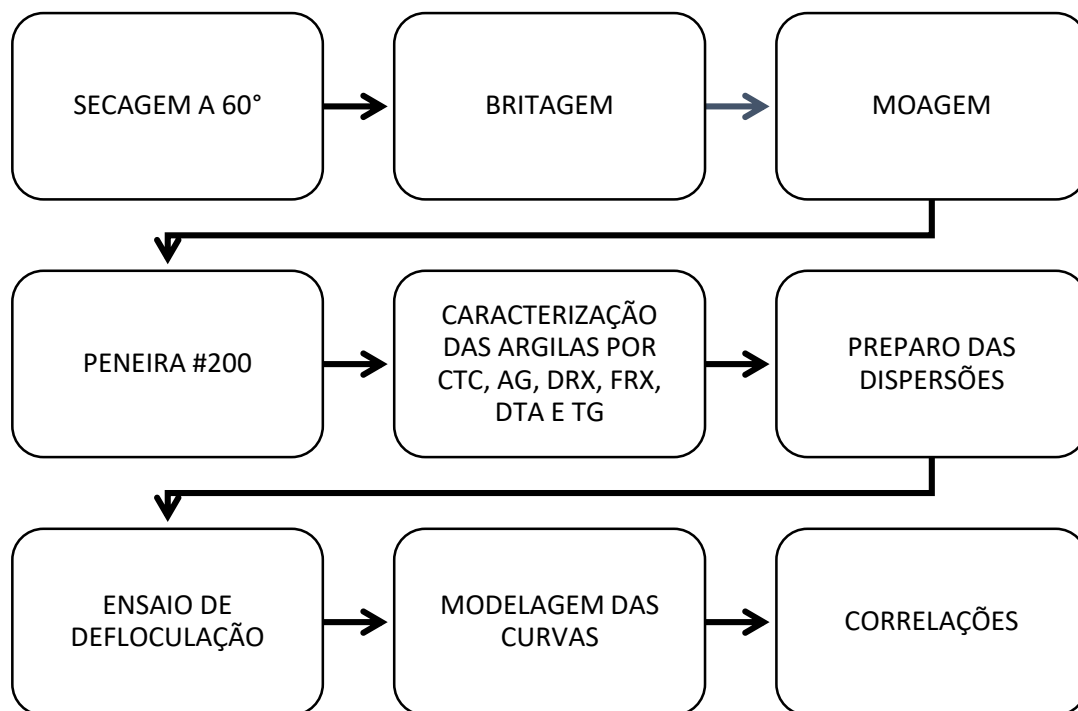 SECAGEM A 60°
BRITAGEM
MOAGEM
PENEIRA #200
CARACTERIZAÇÃO
DAS ARGILAS POR
CTC, AG, DRX, FRX,
DTA E TG
PREPARO DAS
DISPERSÕES
ENSAIO DE
DEFLOCULAÇÃO
MODELAGEM DAS
CURVAS
CORRELAÇÕES